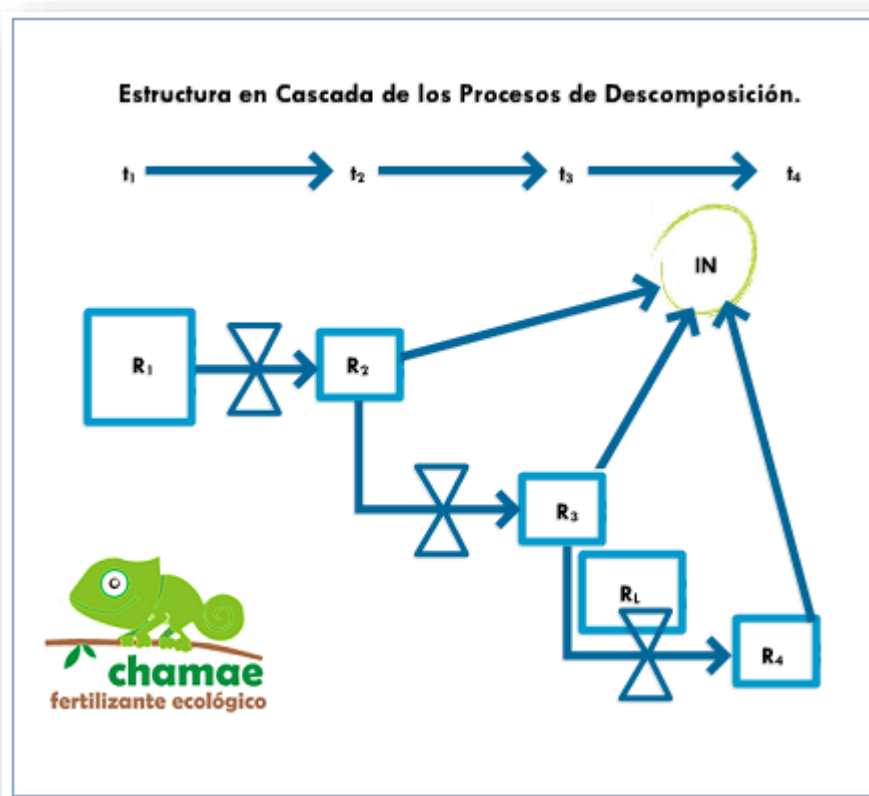 Estructura en Cascada de los Procesos de Descomposición.
t₁ t₂ t₃ t₄
IN
R₁
R₂
R₃
R_L
R₄
chamae
fertilizante ecológico